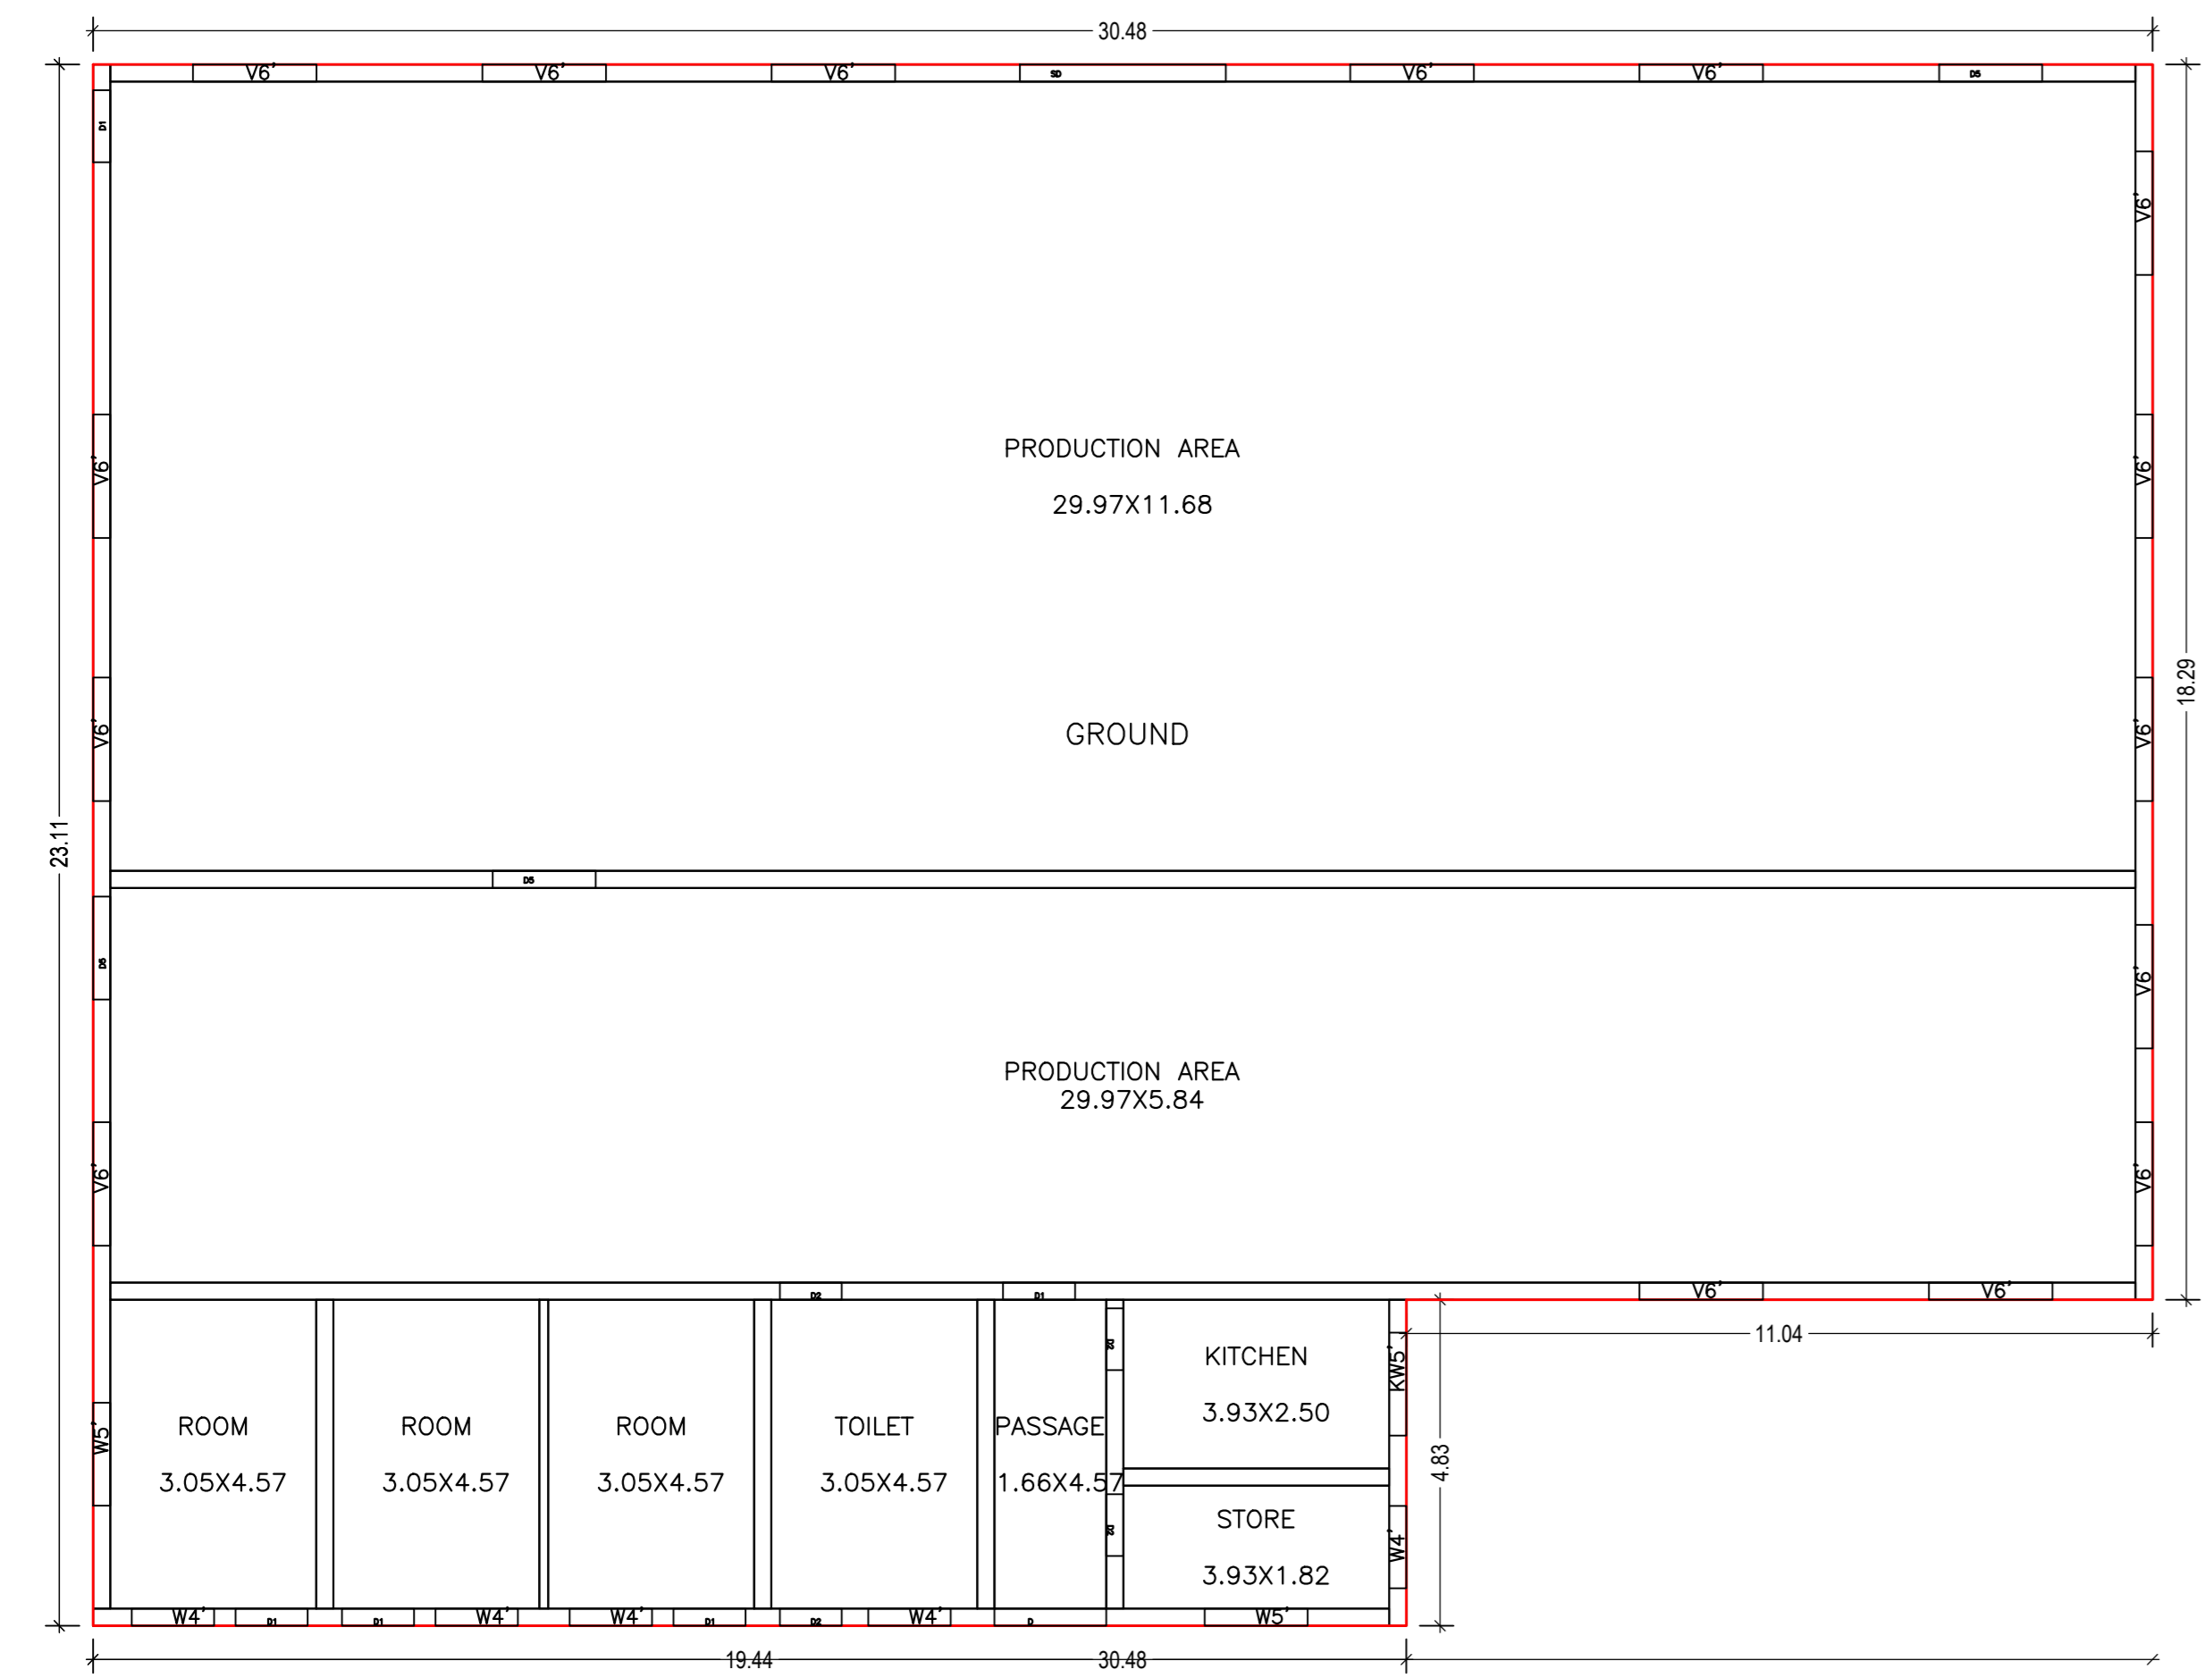 30.48
V6'
V6'
V6'
SD
V6'
V6'
D5
D1
V6'
PRODUCTION AREA
29.97X11.68
V6'
V6'
18.29
GROUND
V6'
V6'
23.11
D5
D5
V6'
PRODUCTION AREA
29.97X5.84
V6'
V6'
D2
D1
V6'
V6'
11.04
KITCHEN
3.93X2.50
KW5'
D2
W5'
ROOM
ROOM
ROOM
TOILET
PASSAGE
3.05X4.57
3.05X4.57
3.05X4.57
3.05X4.57
1.66X4.57
4.83
STORE
3.93X1.82
D2
W4'
W4'
D1
D1
W4'
W4'
D1
D2
W4'
D
W5'
19.44
30.48